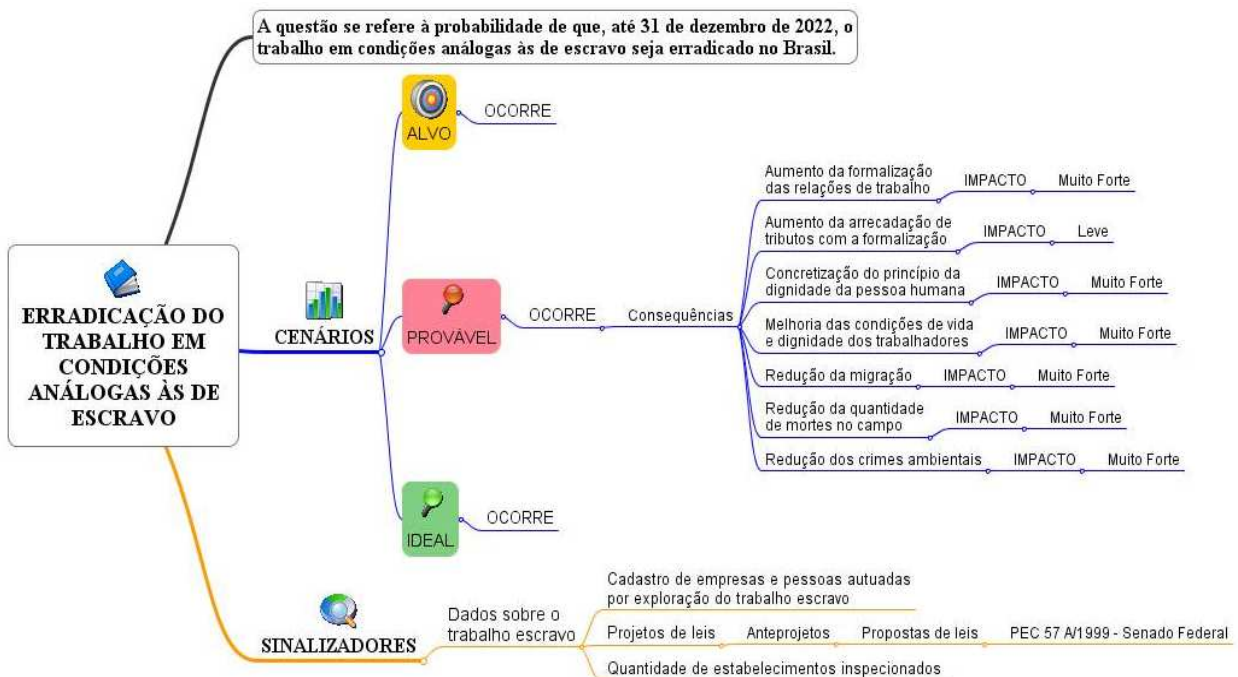 A questão se refere à probabilidade de que, até 31 de dezembro de 2022, o
trabalho em condições análogas às de escravo seja erradicado no Brasil.
ERRADICAÇÃO DO
TRABALHO EM
CONDIÇÕES
ANÁLOGAS ÀS DE
ESCRAVO
CENÁRIOS
ALVO
OCORRE
PROVÁVEL
OCORRE
Consequências
Aumento da formalização
das relações de trabalho
IMPACTO
Muito Forte
Aumento da arrecadação de
tributos com a formalização
IMPACTO
Leve
Concretização do princípio da
dignidade da pessoa humana
IMPACTO
Muito Forte
Melhoria das condições de vida
e dignidade dos trabalhadores
IMPACTO
Muito Forte
Redução da migração
IMPACTO
Muito Forte
Redução da quantidade
de mortes no campo
IMPACTO
Muito Forte
Redução dos crimes ambientais
IMPACTO
Muito Forte
IDEAL
OCORRE
SINALIZADORES
Dados sobre o
trabalho escravo
Cadastro de empresas e pessoas autuadas
por exploração do trabalho escravo
Projetos de leis
Anteprojetos
Propostas de leis
PEC 57 A/1999 - Senado Federal
Quantidade de estabelecimentos inspecionados